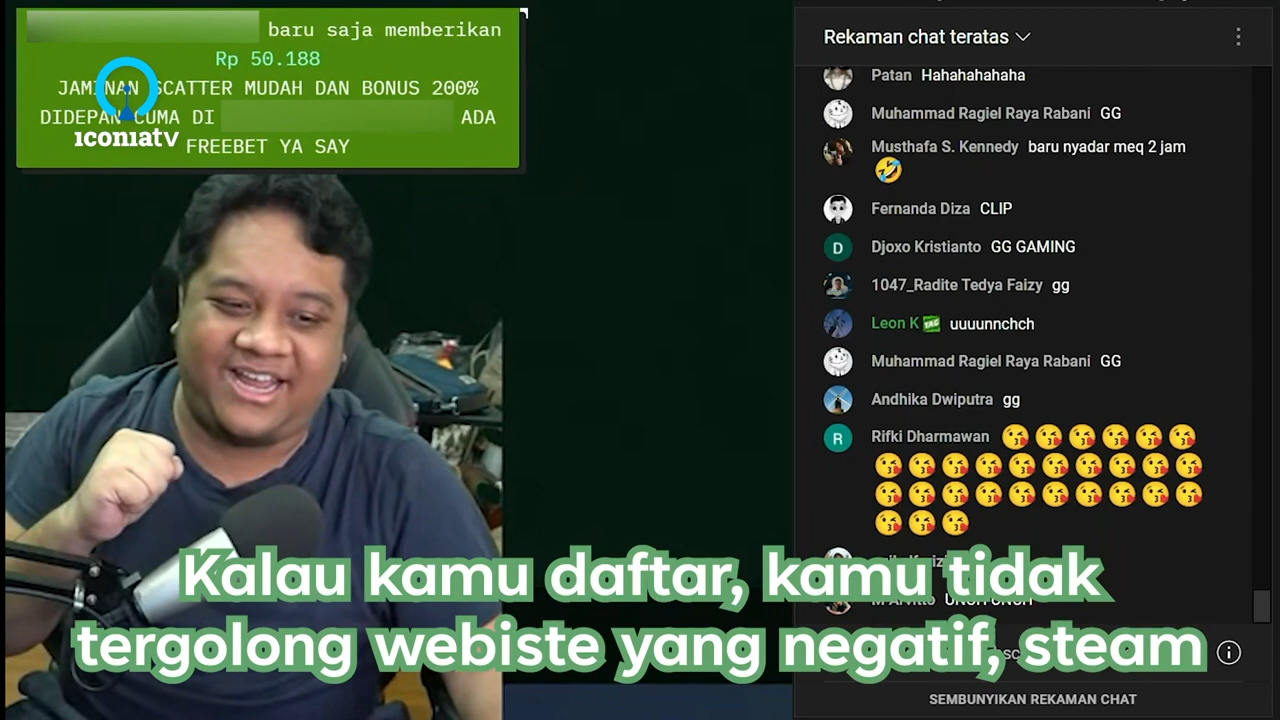 baru saja memberikan
Rp 50.188
JAMINAN SCATTER MUDAH DAN BONUS 200%
DIDEPAN CUMA DI ADA
FREEBET YA SAY
ıconıatv
Rekaman chat teratas
Patan Hahahahahaha
Muhammad Ragiel Raya Rabani GG
Musthafa S. Kennedy baru nyadar meq 2 jam
🤣
Fernanda Diza CLIP
D Djoxo Kristianto GG GAMING
1047_Radite Tedya Faizy gg
Leon K TAG uuuunnchch
Muhammad Ragiel Raya Rabani GG
Andhika Dwiputra gg
R Rifki Dharmawan 😘😘😘😘😘😘
😘😘😘😘😘😘😘😘😘😘
😘😘😘😘😘😘😘😘😘😘
😘😘😘
Kalau kamu daftar, kamu tidak
tergolong webiste yang negatif, steam
SEMBUNYIKAN REKAMAN CHAT